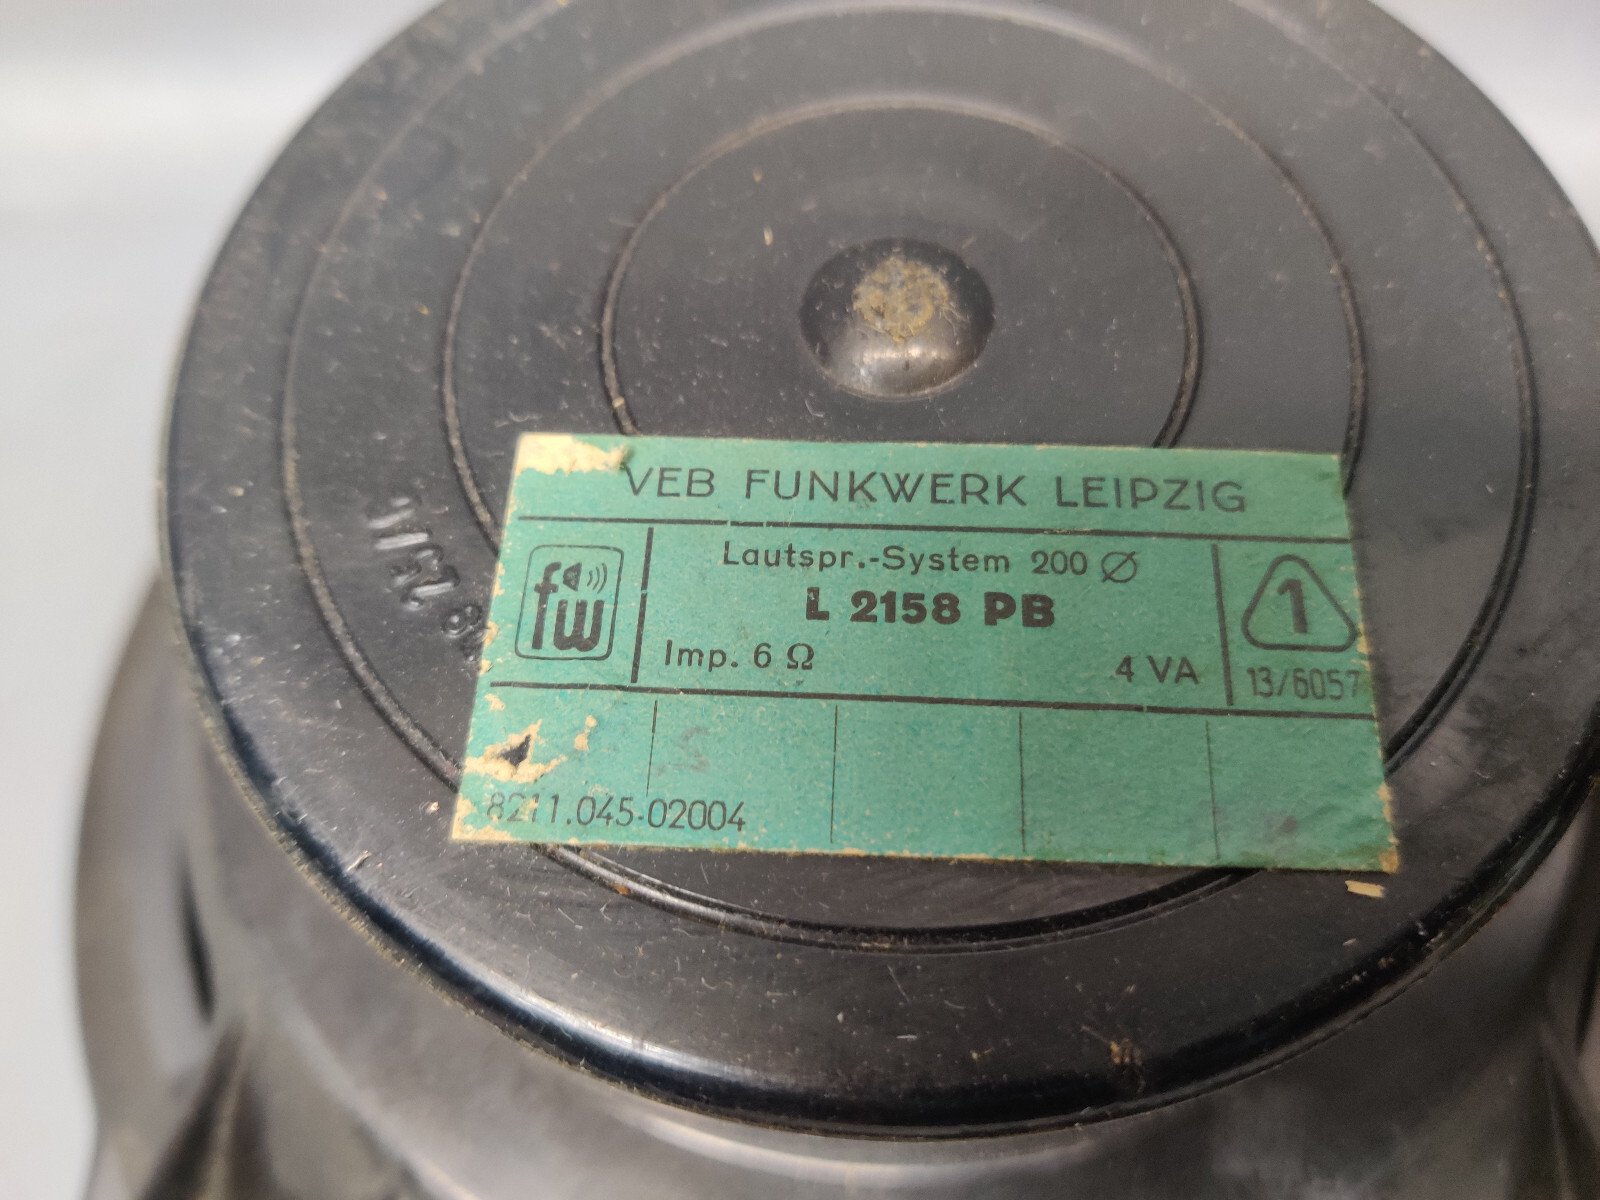 VEB FUNKWERK LEIPZIG
fw
Lautspr.-System 200 Ø
L 2158 PB
Imp. 6 Ω
4 VA
1
13/6057
8211.045-02004